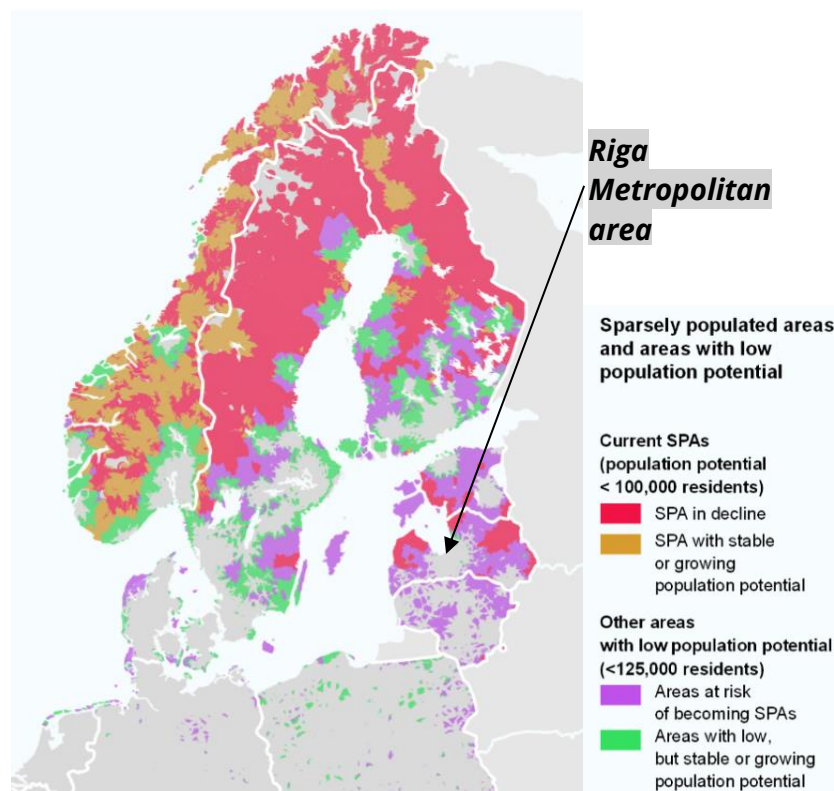 Riga
Metropolitan
area
Sparsely populated areas
and areas with low
population potential
Current SPAs
(population potential
< 100,000 residents)
SPA in decline
SPA with stable
or growing
population potential
Other areas
with low population potential
(<125,000 residents)
Areas at risk
of becoming SPAs
Areas with low,
but stable or growing
population potential